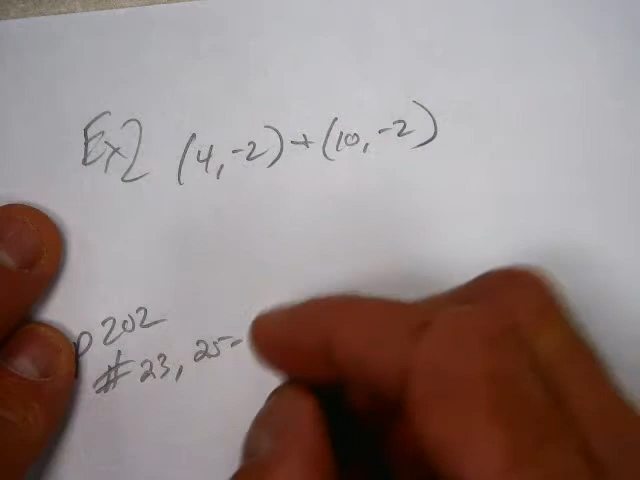 Ex2 (4,-2) + (10,-2)
p 202
# 23, 25-